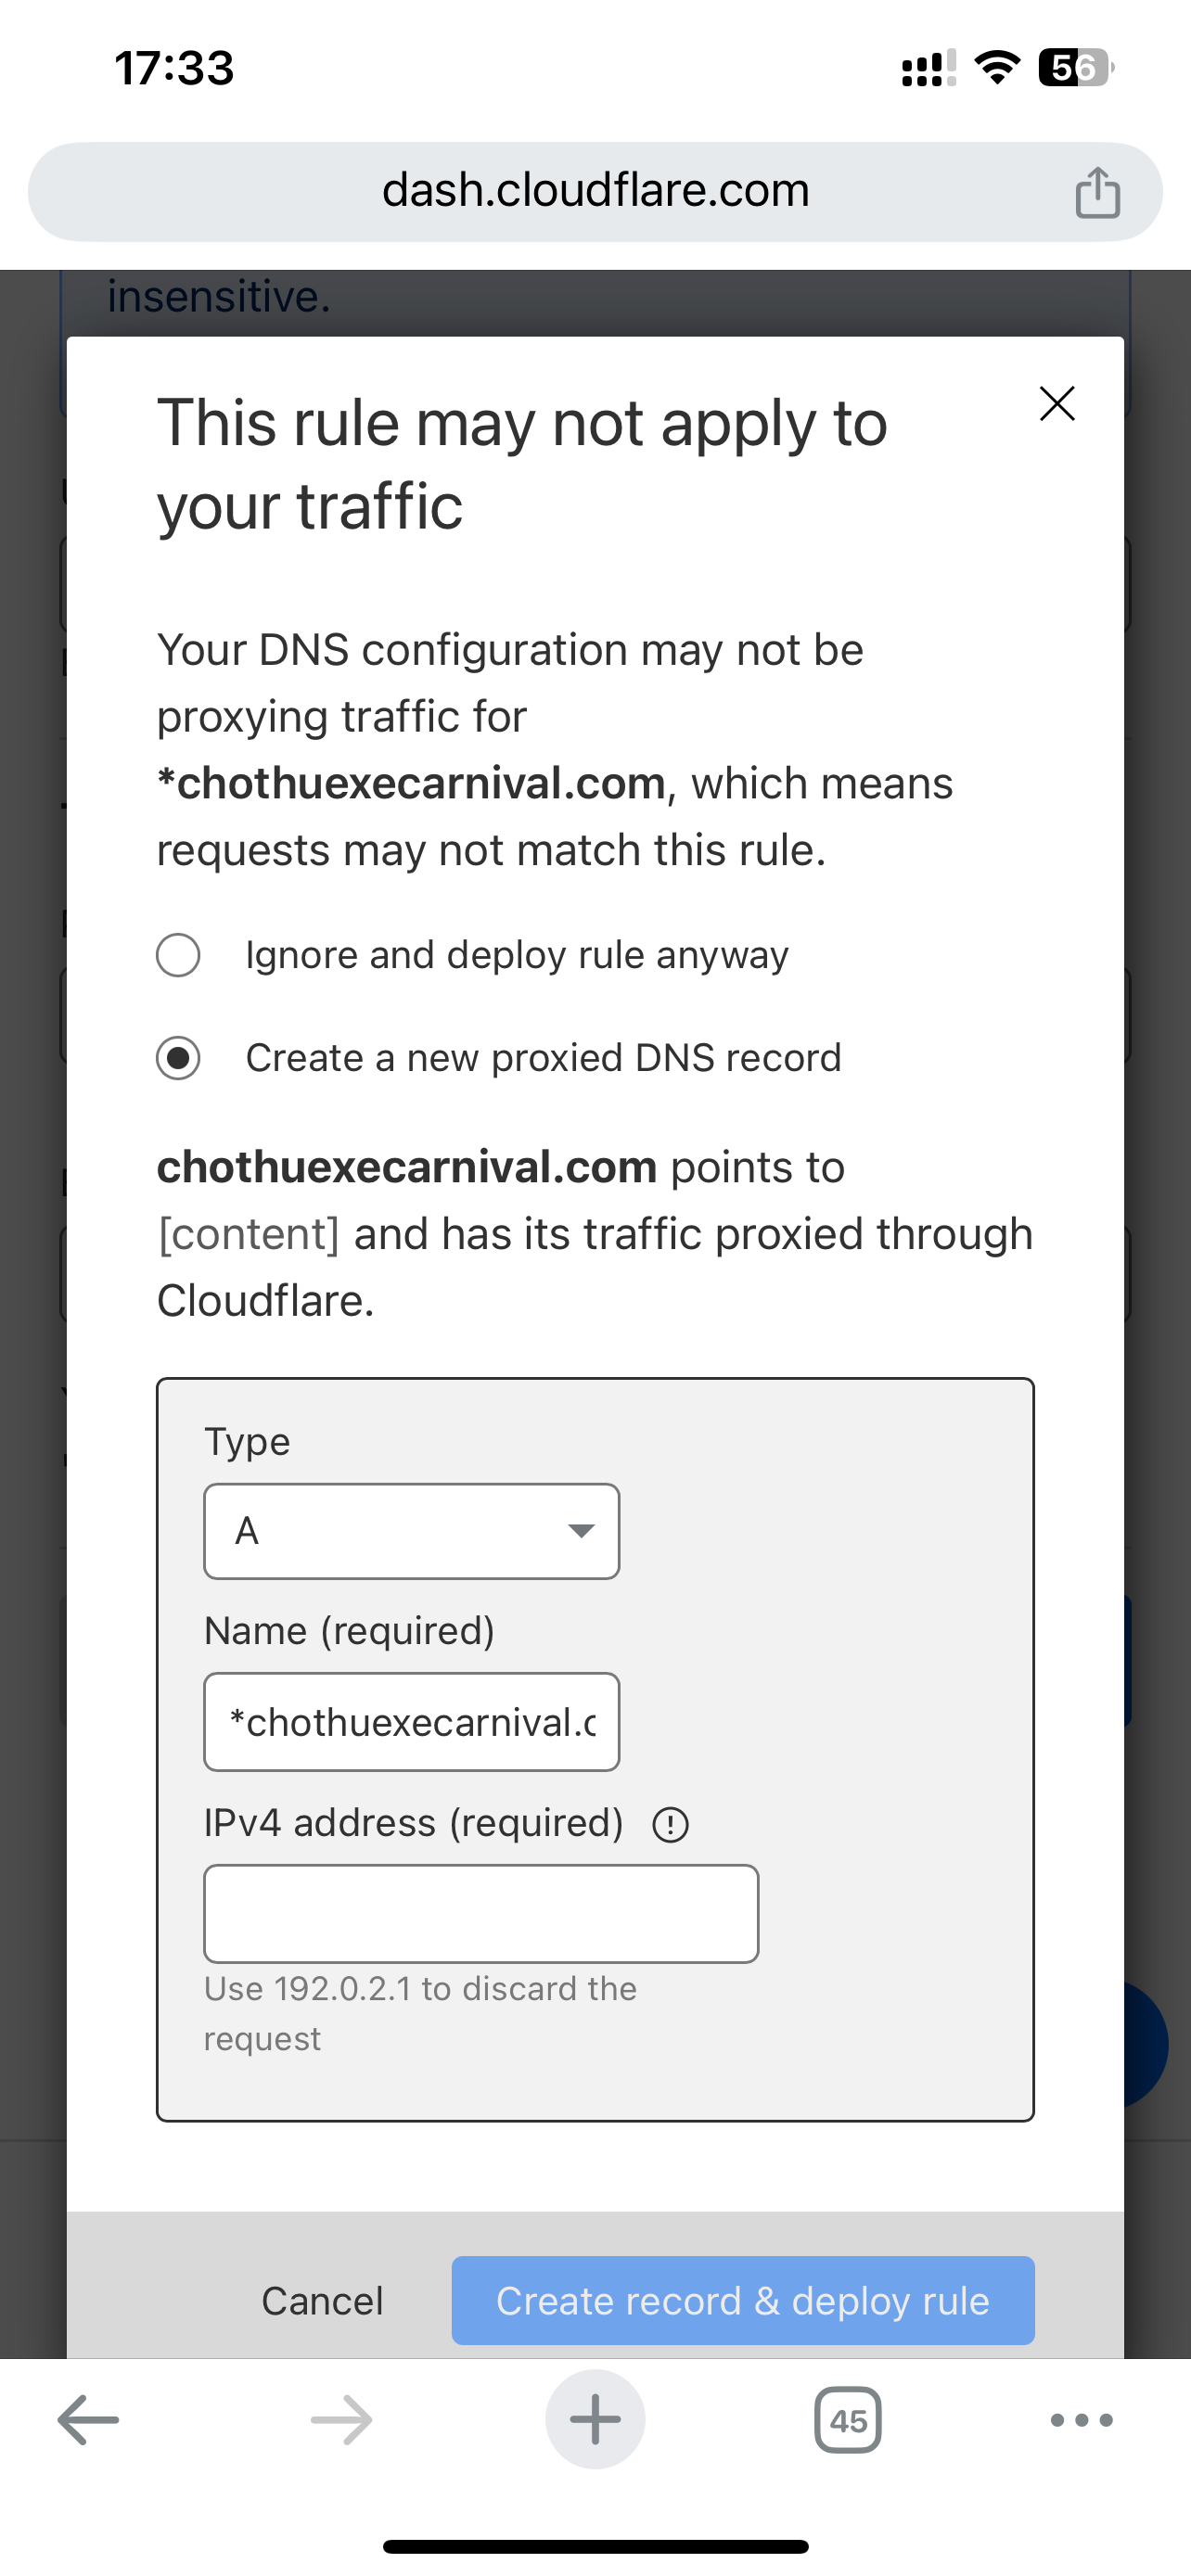 17:33
56
dash.cloudflare.com
insensitive.
This rule may not apply to
your traffic
Your DNS configuration may not be
proxying traffic for
*chothuexecarnival.com, which means
requests may not match this rule.
Ignore and deploy rule anyway
Create a new proxied DNS record
chothuexecarnival.com points to
[content] and has its traffic proxied through
Cloudflare.
Type
A
Name (required)
*chothuexecarnival.c
IPv4 address (required)
Use 192.0.2.1 to discard the
request
Cancel
Create record & deploy rule
45